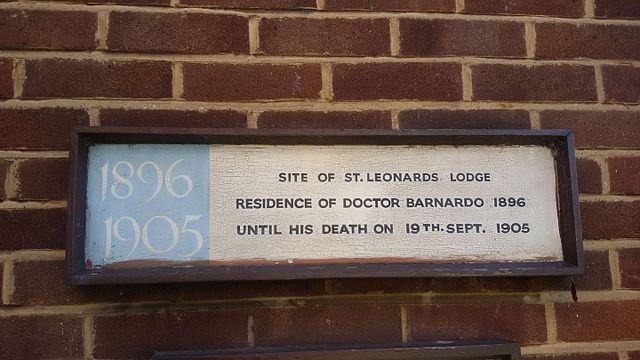 1896
1905
SITE OF ST. LEONARDS LODGE
RESIDENCE OF DOCTOR BARNARDO 1896
UNTIL HIS DEATH ON 19TH. SEPT. 1905